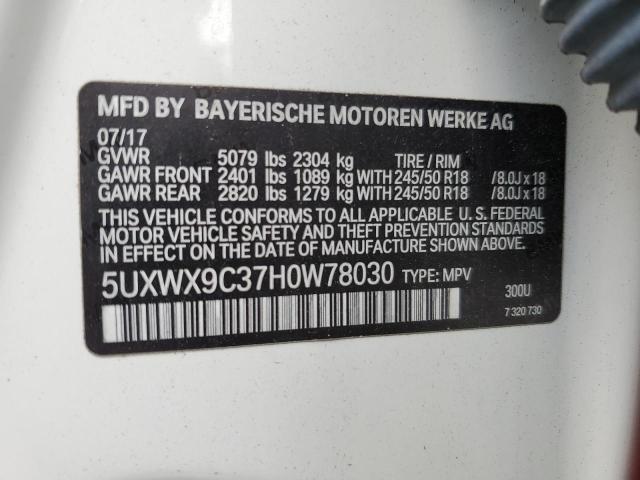 MFD BY BAYERISCHE MOTOREN WERKE AG
07/17
GVWR 5079 lbs 2304 kg TIRE / RIM
GAWR FRONT 2401 lbs 1089 kg WITH 245/50 R18 /8.0J x 18
GAWR REAR 2820 lbs 1279 kg WITH 245/50 R18 /8.0J x 18
THIS VEHICLE CONFORMS TO ALL APPLICABLE U. S. FEDERAL
MOTOR VEHICLE SAFETY AND THEFT PREVENTION STANDARDS
IN EFFECT ON THE DATE OF MANUFACTURE SHOWN ABOVE.
5UXWX9C37H0W78030 TYPE: MPV
300U
7 320 730